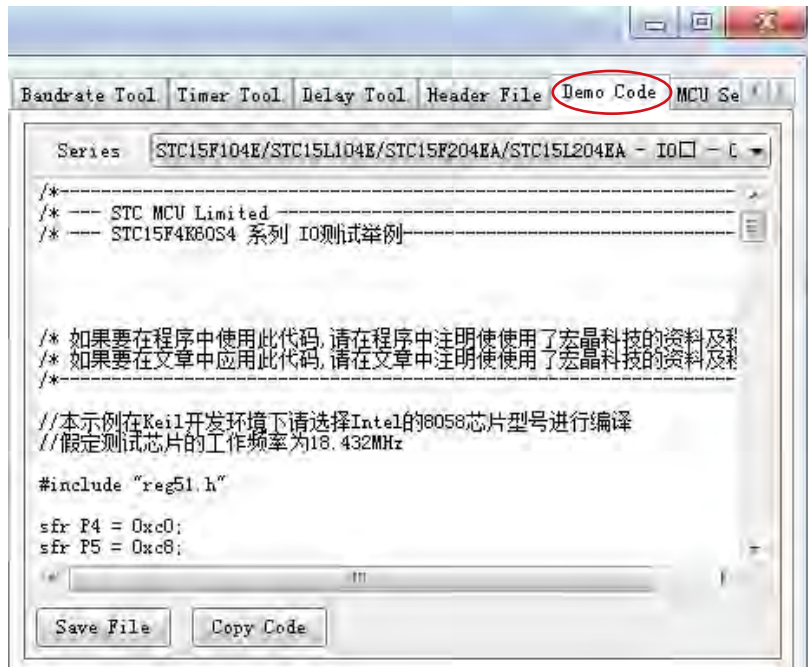 Baudrate Tool Timer Tool Delay Tool Header File Demo Code MCU Se
Series STC15F104E/STC15L104E/STC15F204EA/STC15L204EA - IO口 -
/*--------------------------------------------------------------
/* --- STC MCU Limited ------------------------------------------
/* --- STC15F4K60S4 系列 IO测试举例------------------------------
/* 如果要在程序中使用此代码,请在程序中注明使使用了宏晶科技的资料及程
/* 如果要在文章中应用此代码,请在文章中注明使使用了宏晶科技的资料及程
/*--------------------------------------------------------------
//本示例在Keil开发环境下请选择Intel的8058芯片型号进行编译
//假定测试芯片的工作频率为18.432MHz
#include "reg51.h"
sfr P4 = 0xc0;
sfr P5 = 0xc8;
Save File Copy Code